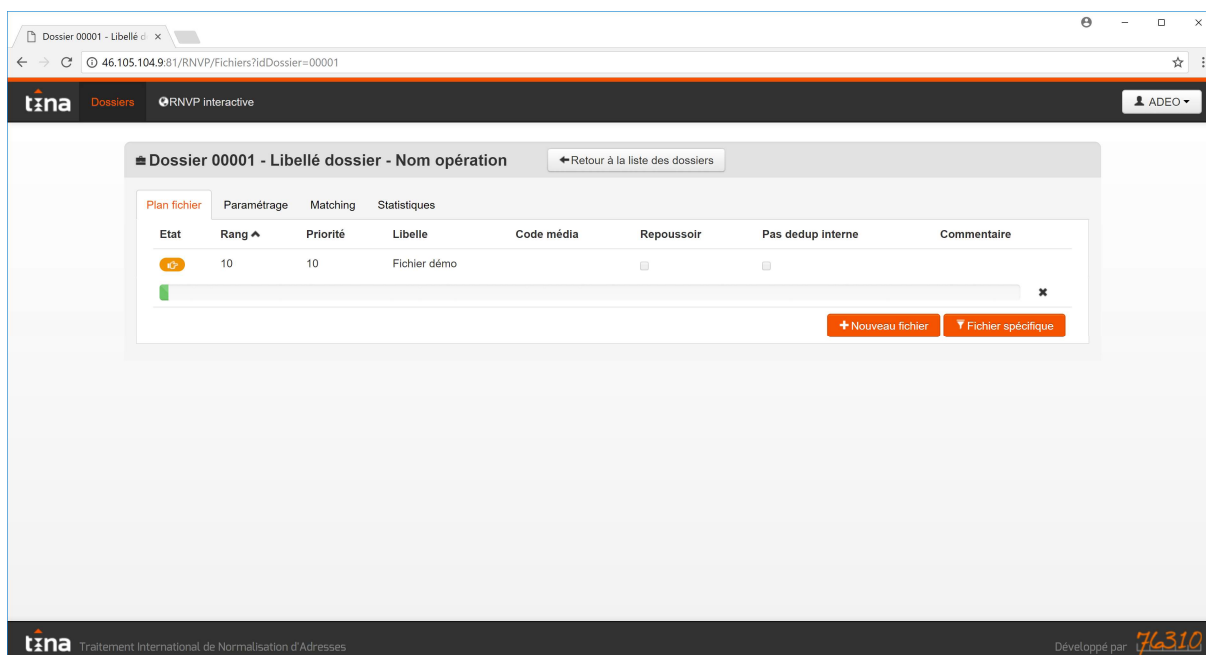 Dossier 00001 - Libellé d
46.105.104.9:81/RNVP/Fichiers?idDossier=00001
tina Dossiers RNVP interactive ADEO
Dossier 00001 - Libellé dossier - Nom opération Retour à la liste des dossiers
Plan fichier Paramétrage Matching Statistiques
Etat Rang Priorité Libelle Code média Repoussoir Pas dedup interne Commentaire
10 10 Fichier démo
Nouveau fichier Fichier spécifique
tina Traitement International de Normalisation d'Adresses Développé par 76310